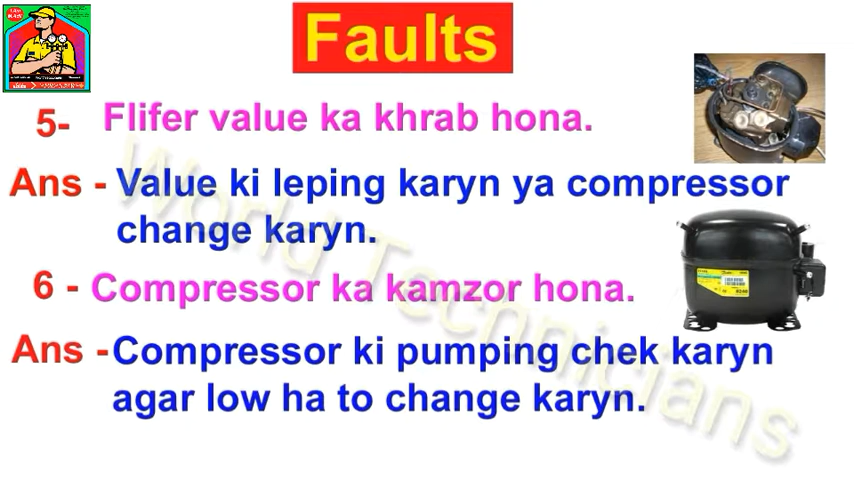 Faults
5- Flifer value ka khrab hona.
Ans - Value ki leping karyn ya compressor
change karyn.
6 - Compressor ka kamzor hona.
Ans - Compressor ki pumping chek karyn
agar low ha to change karyn.
World Technicians